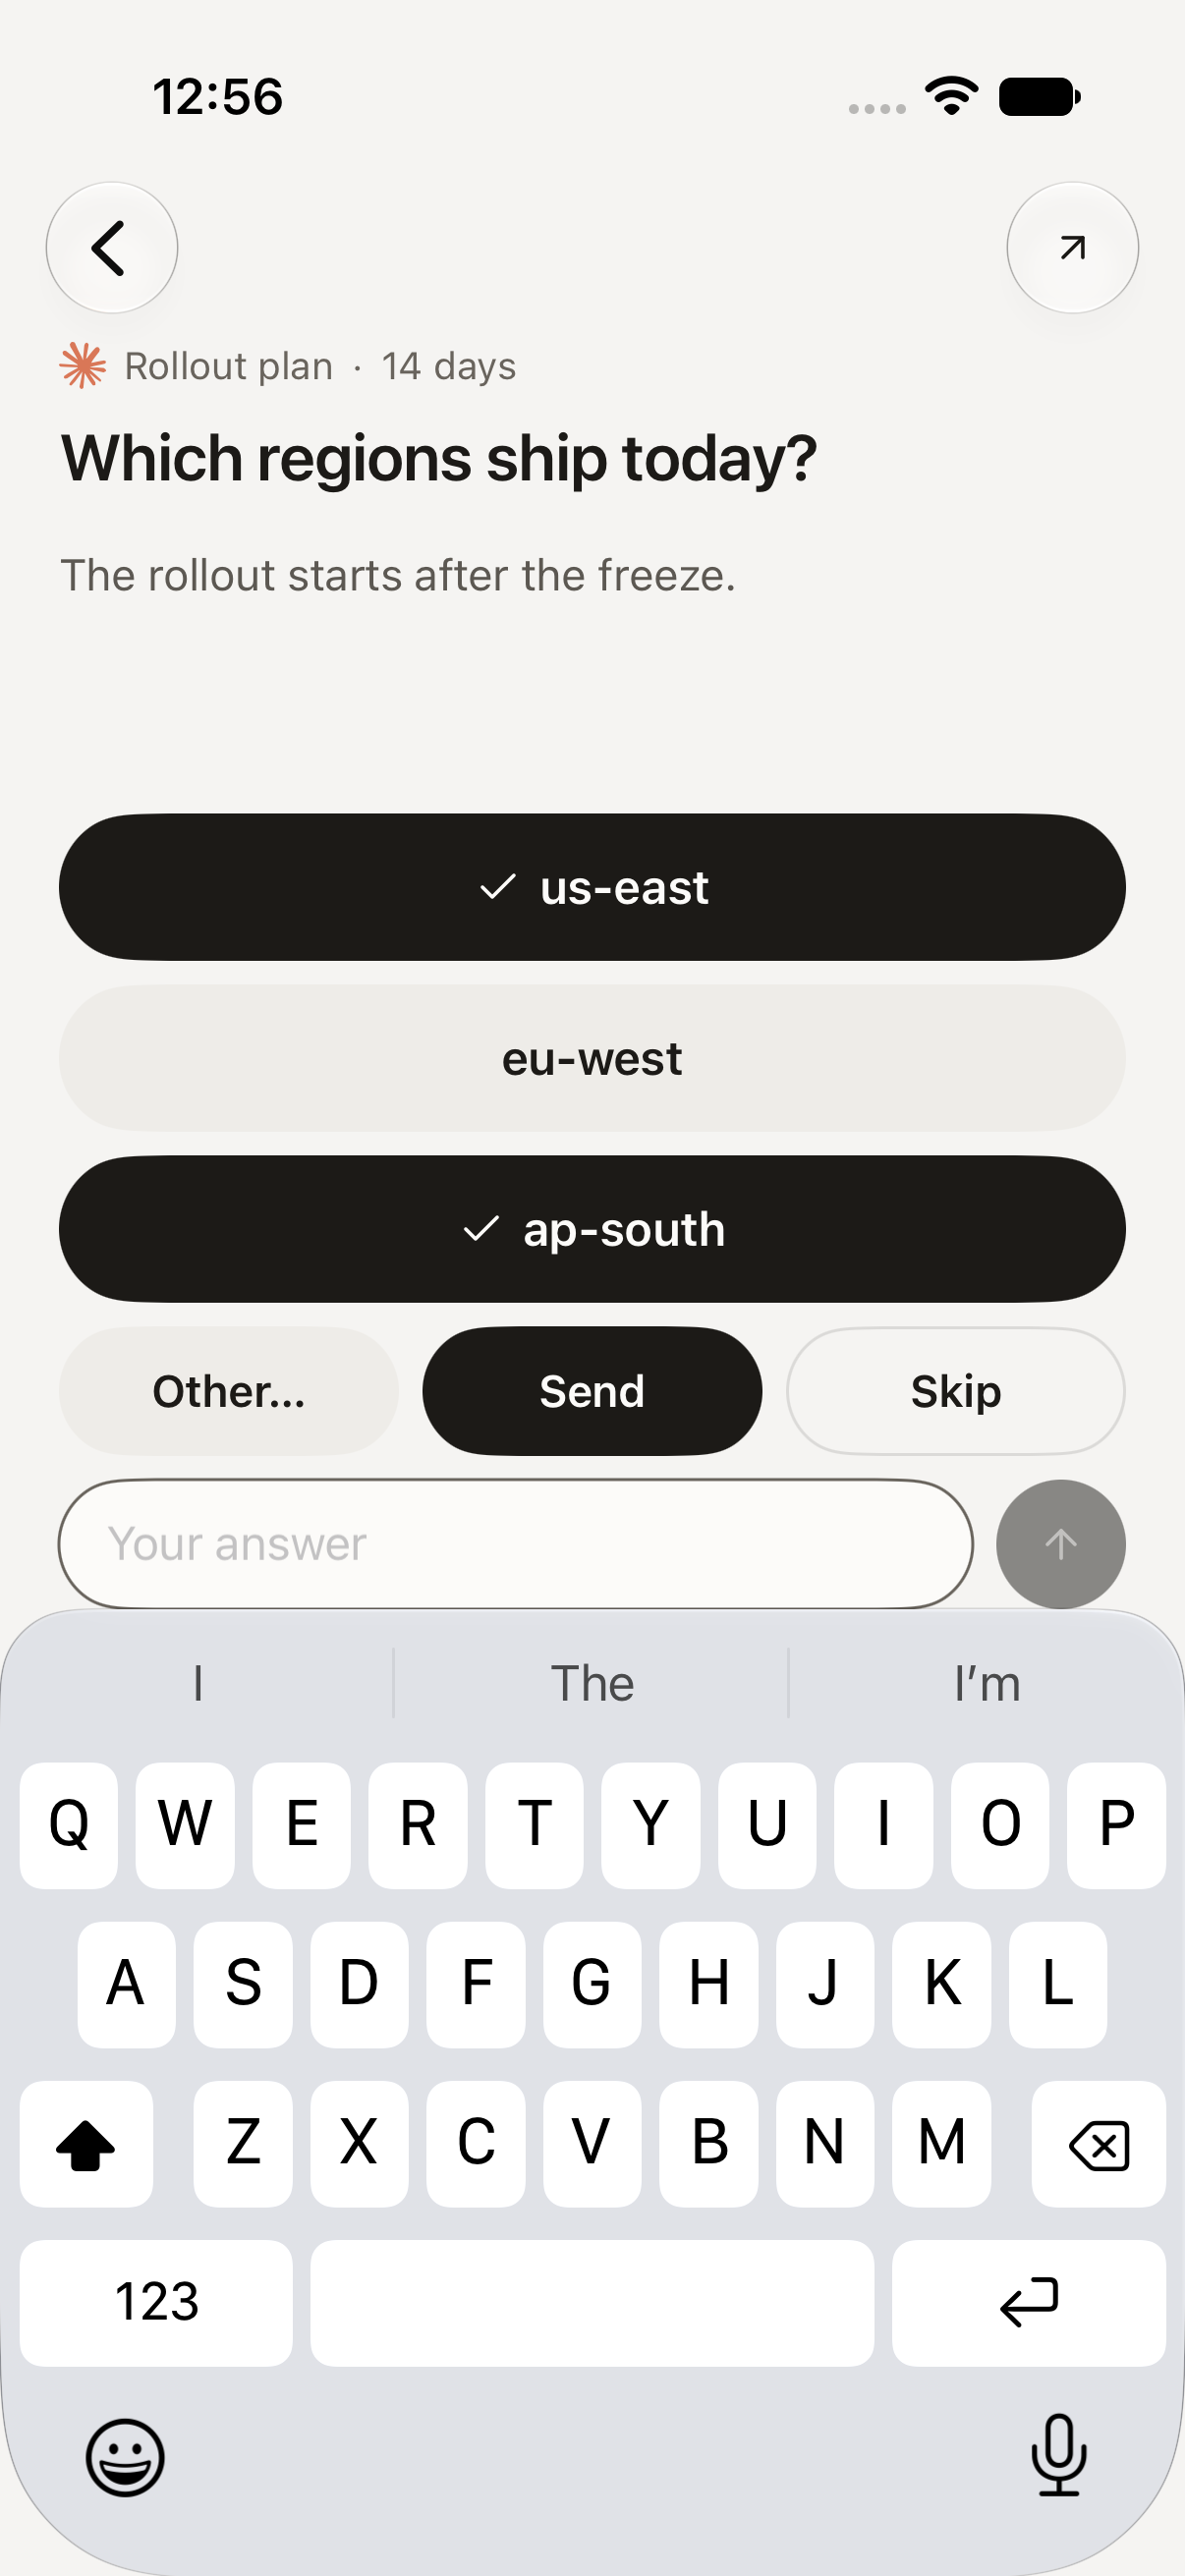 12:56
Rollout plan · 14 days
Which regions ship today?
The rollout starts after the freeze.
us-east
eu-west
ap-south
Other... Send Skip
Your answer
I The I’m
Q W E R T Y U I O P
A S D F G H J K L
Z X C V B N M
123